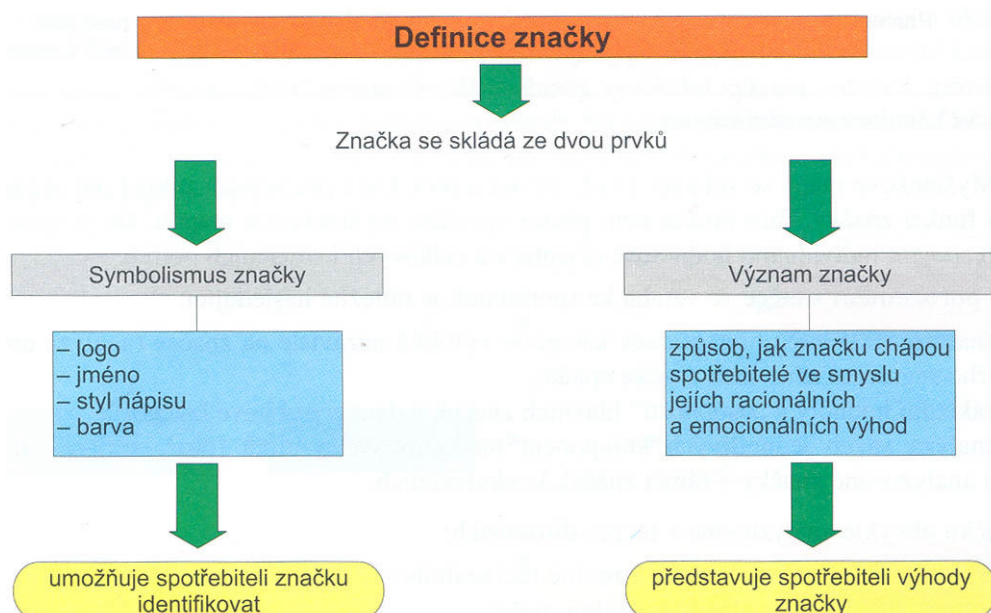 Definice značky
Značka se skládá ze dvou prvků
Symbolismus značky
– logo
– jméno
– styl nápisu
– barva
umožňuje spotřebiteli značku
identifikovat
Význam značky
způsob, jak značku chápou
spotřebitelé ve smyslu
jejích racionálních
a emocionálních výhod
představuje spotřebiteli výhody
značky